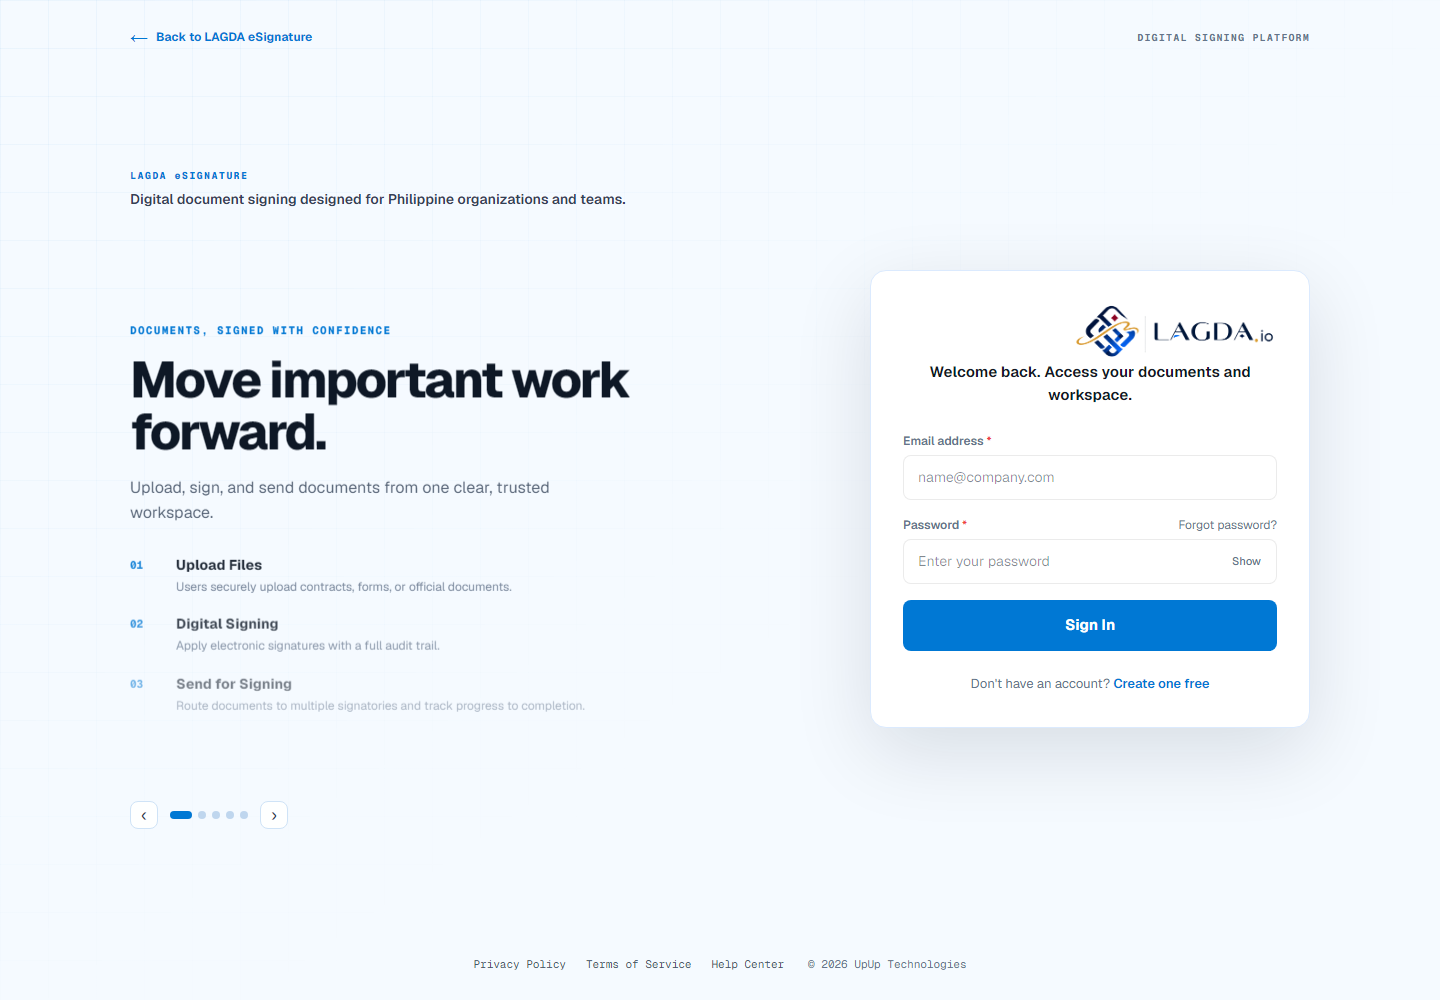 ← Back to LAGDA eSignature
DIGITAL SIGNING PLATFORM
LAGDA eSIGNATURE
Digital document signing designed for Philippine organizations and teams.
DOCUMENTS, SIGNED WITH CONFIDENCE
Move important work
forward.
Upload, sign, and send documents from one clear, trusted
workspace.
01 Upload Files
Users securely upload contracts, forms, or official documents.
02 Digital Signing
Apply electronic signatures with a full audit trail.
03 Send for Signing
Route documents to multiple signatories and track progress to completion.
‹ ›
LAGDA.io
Welcome back. Access your documents and
workspace.
Email address *
name@company.com
Password * Forgot password?
Enter your password Show
Sign In
Don't have an account? Create one free
Privacy Policy Terms of Service Help Center © 2026 UpUp Technologies